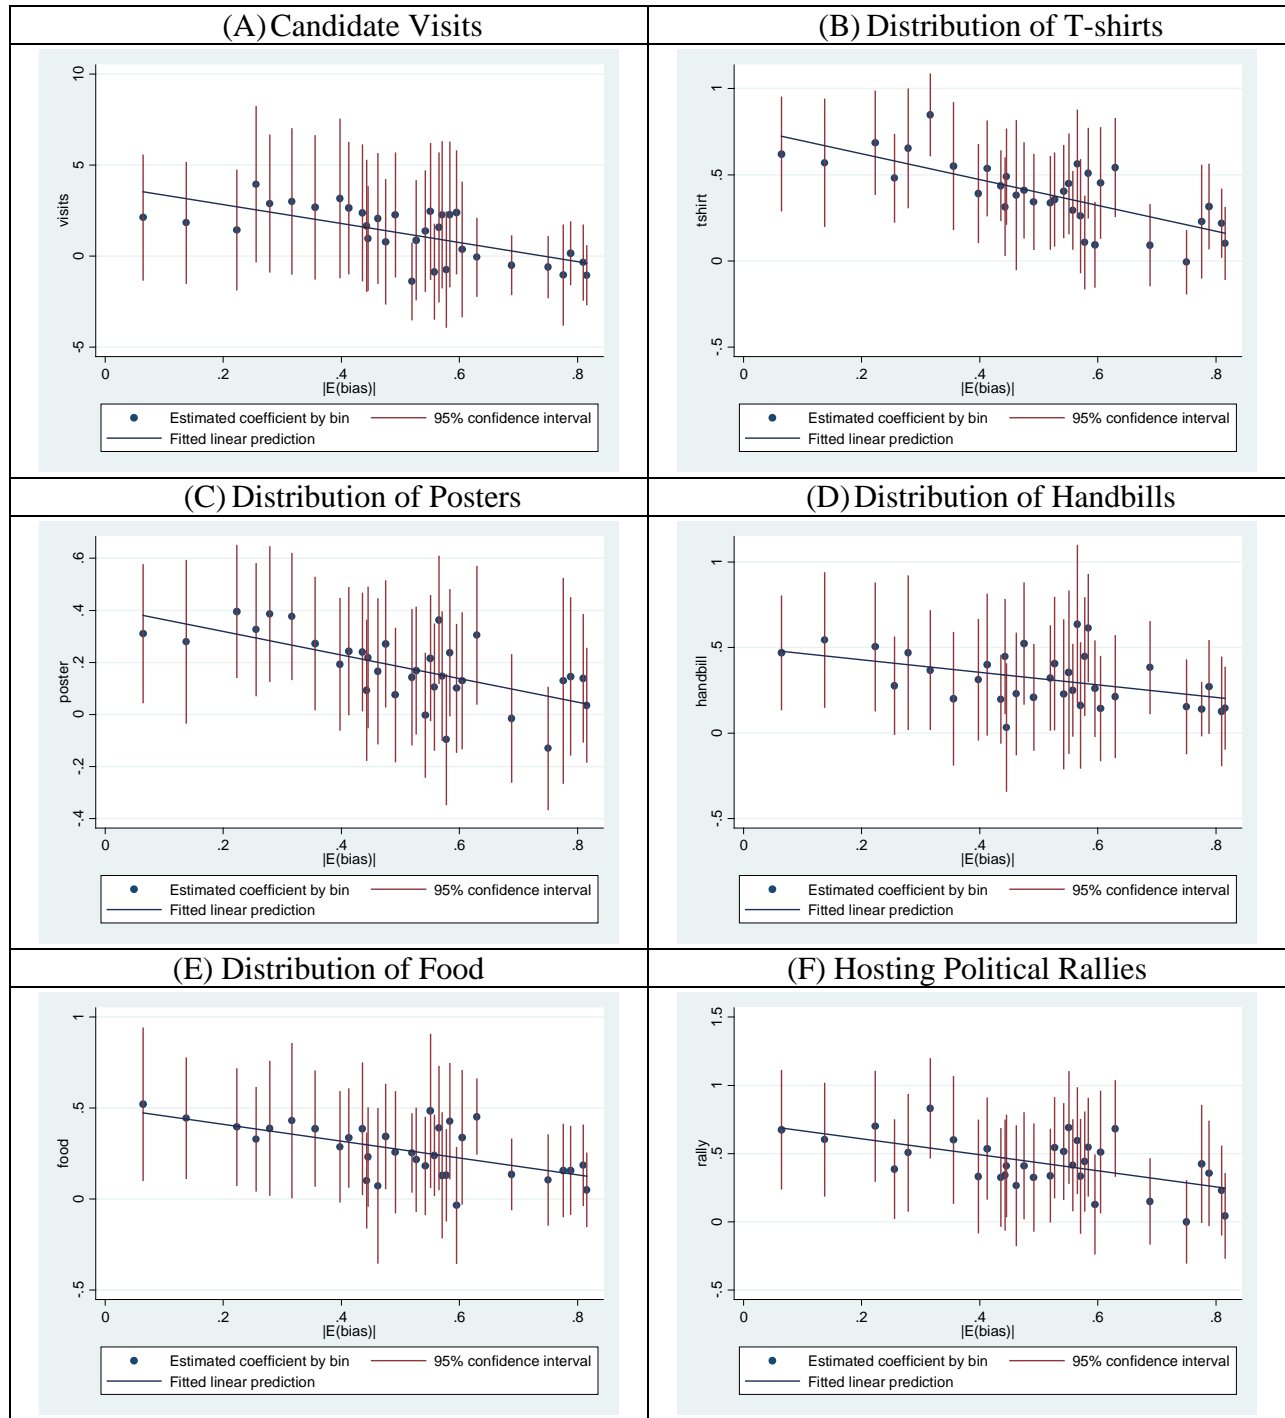 (A) Candidate Visits
(B) Distribution of T-shirts
10
5
0
-5
visits
0 .2 .4 .6 .8
|E(bias)|
Estimated coefficient by bin 95% confidence interval
Fitted linear prediction
1
.5
0
-.5
tshirt
0 .2 .4 .6 .8
|E(bias)|
Estimated coefficient by bin 95% confidence interval
Fitted linear prediction
(C) Distribution of Posters
(D) Distribution of Handbills
.6
.4
.2
0
-.2
-.4
poster
0 .2 .4 .6 .8
|E(bias)|
Estimated coefficient by bin 95% confidence interval
Fitted linear prediction
1
.5
0
-.5
handbill
0 .2 .4 .6 .8
|E(bias)|
Estimated coefficient by bin 95% confidence interval
Fitted linear prediction
(E) Distribution of Food
(F) Hosting Political Rallies
1
.5
0
-.5
food
0 .2 .4 .6 .8
|E(bias)|
Estimated coefficient by bin 95% confidence interval
Fitted linear prediction
1.5
1
.5
0
-.5
rally
0 .2 .4 .6 .8
|E(bias)|
Estimated coefficient by bin 95% confidence interval
Fitted linear prediction